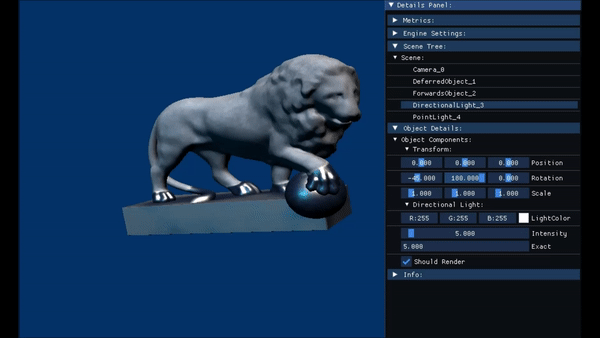 Details Panel:
Metrics:
Engine Settings:
Scene Tree:
Scene:
Camera_0
DeferredObject_1
ForwardsObject_2
DirectionalLight_3
PointLight_4
Object Details:
Object Components:
Transform:
0.000 0.000 0.000 Position
-45.000 180.000 0.000 Rotation
1.000 1.000 1.000 Scale
Directional Light:
R:255 G:255 B:255 LightColor
5.000 Intensity
5.000 Exact
Should Render
Info: